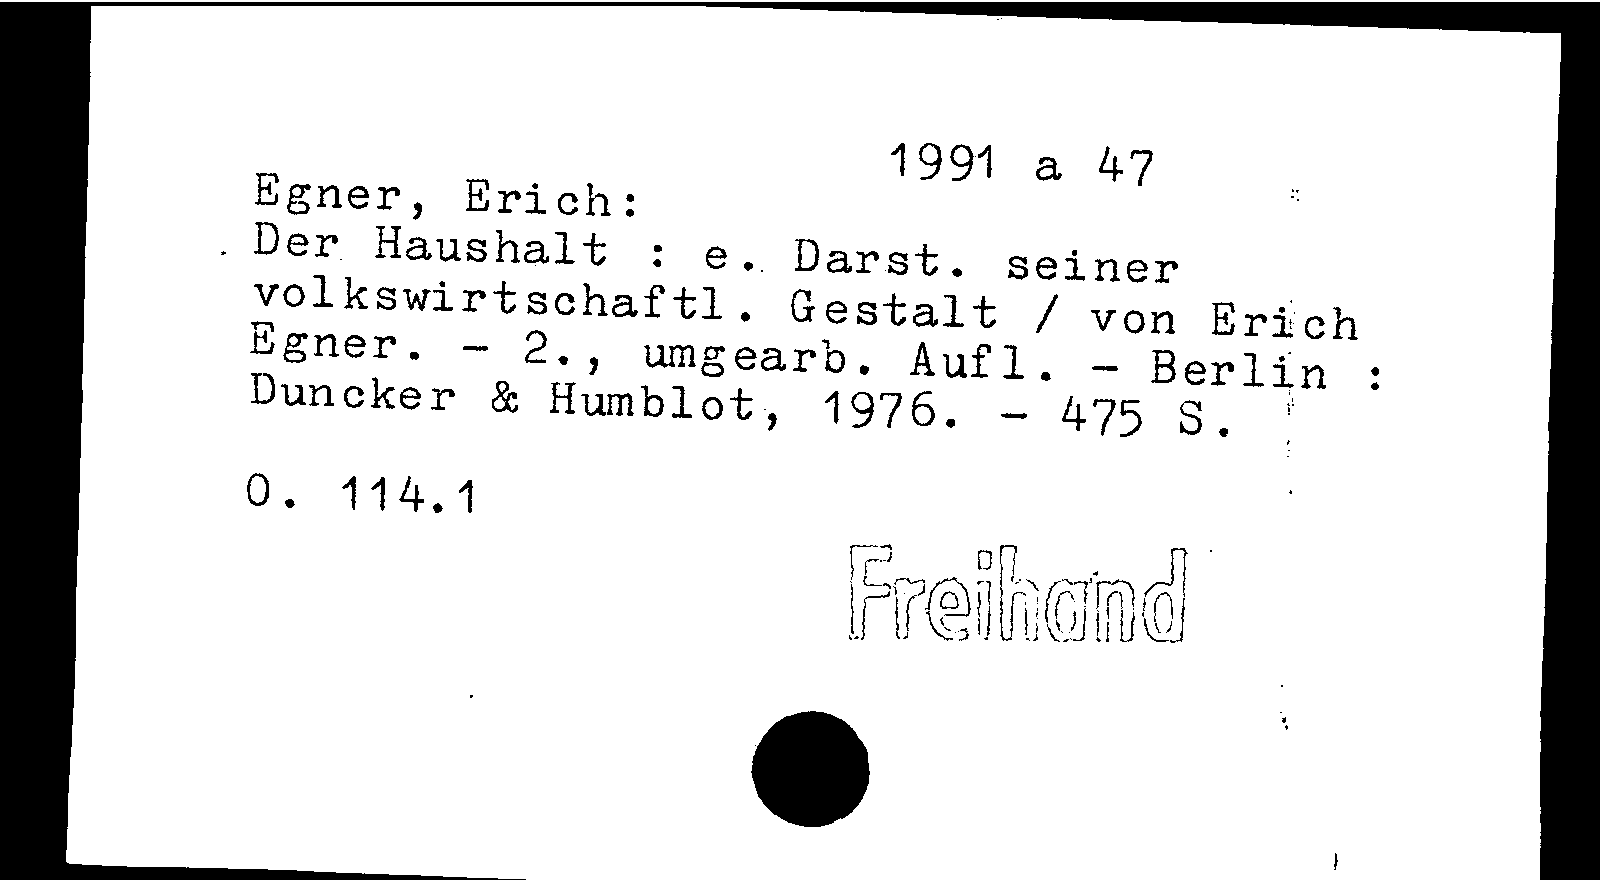 1991 a 47
Egner, Erich:
Der Haushalt : e. Darst. seiner
volkswirtschaftl. Gestalt / von Erich
Egner. - 2., umgearb. Aufl. - Berlin :
Duncker & Humblot, 1976. - 475 S.
0. 114.1
Freihand